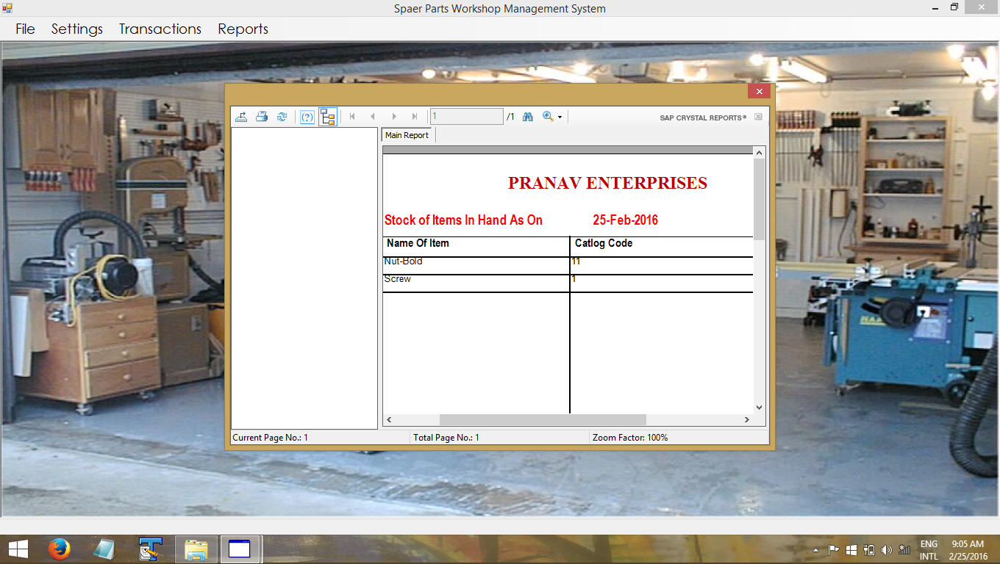 Spaer Parts Workshop Management System
File Settings Transactions Reports
1 /1 SAP CRYSTAL REPORTS®
Main Report
PRANAV ENTERPRISES
Stock of Items In Hand As On 25-Feb-2016
Name Of Item Catlog Code
Nut-Bold 11
Screw 1
Current Page No.: 1 Total Page No.: 1 Zoom Factor: 100%
ENG 9:05 AM
INTL 2/25/2016